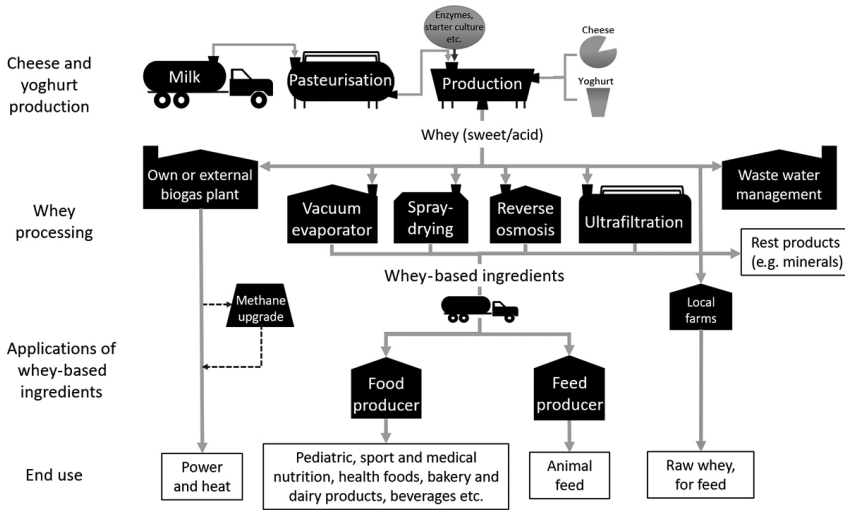 Enzymes,
starter culture
etc.
Cheese
Cheese and
yoghurt
production
Milk
Pasteurisation
Production
Yoghurt
Whey (sweet/acid)
Own or external
biogas plant
Waste water
management
Whey
processing
Vacuum
evaporator
Spray-
drying
Reverse
osmosis
Ultrafiltration
Rest products
(e.g. minerals)
Whey-based ingredients
Methane
upgrade
Local
farms
Applications of
whey-based
ingredients
Food
producer
Feed
producer
End use
Power
and heat
Pediatric, sport and medical
nutrition, health foods, bakery and
dairy products, beverages etc.
Animal
feed
Raw whey,
for feed